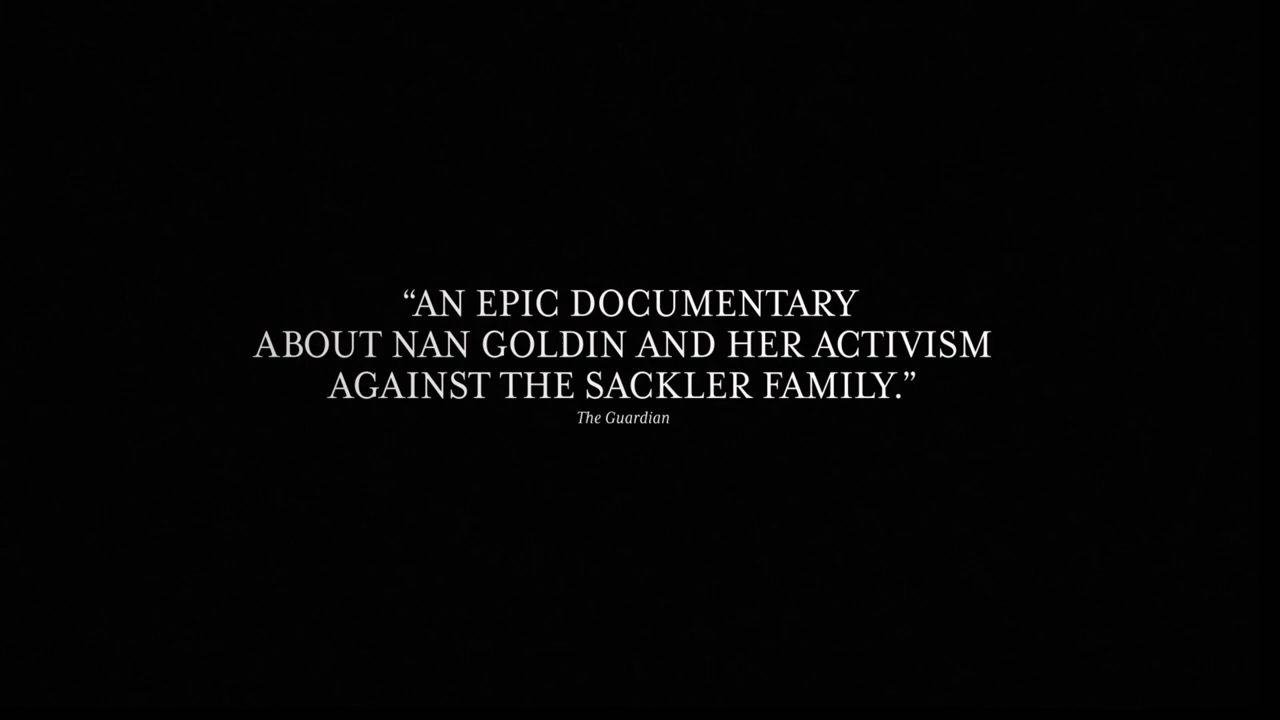 “AN EPIC DOCUMENTARY
ABOUT NAN GOLDIN AND HER ACTIVISM
AGAINST THE SACKLER FAMILY.”
The Guardian